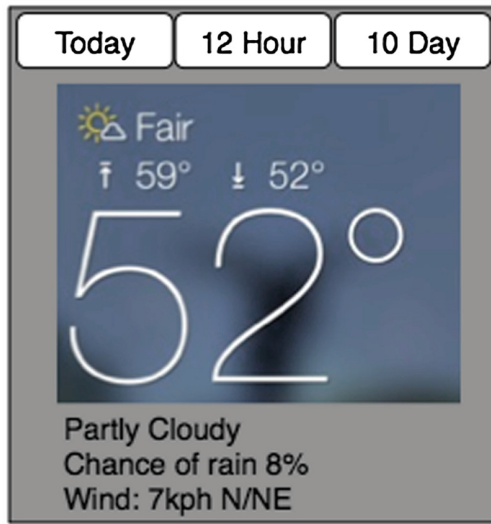 Today 12 Hour 10 Day
Fair
59° 52°
52°
Partly Cloudy
Chance of rain 8%
Wind: 7kph N/NE